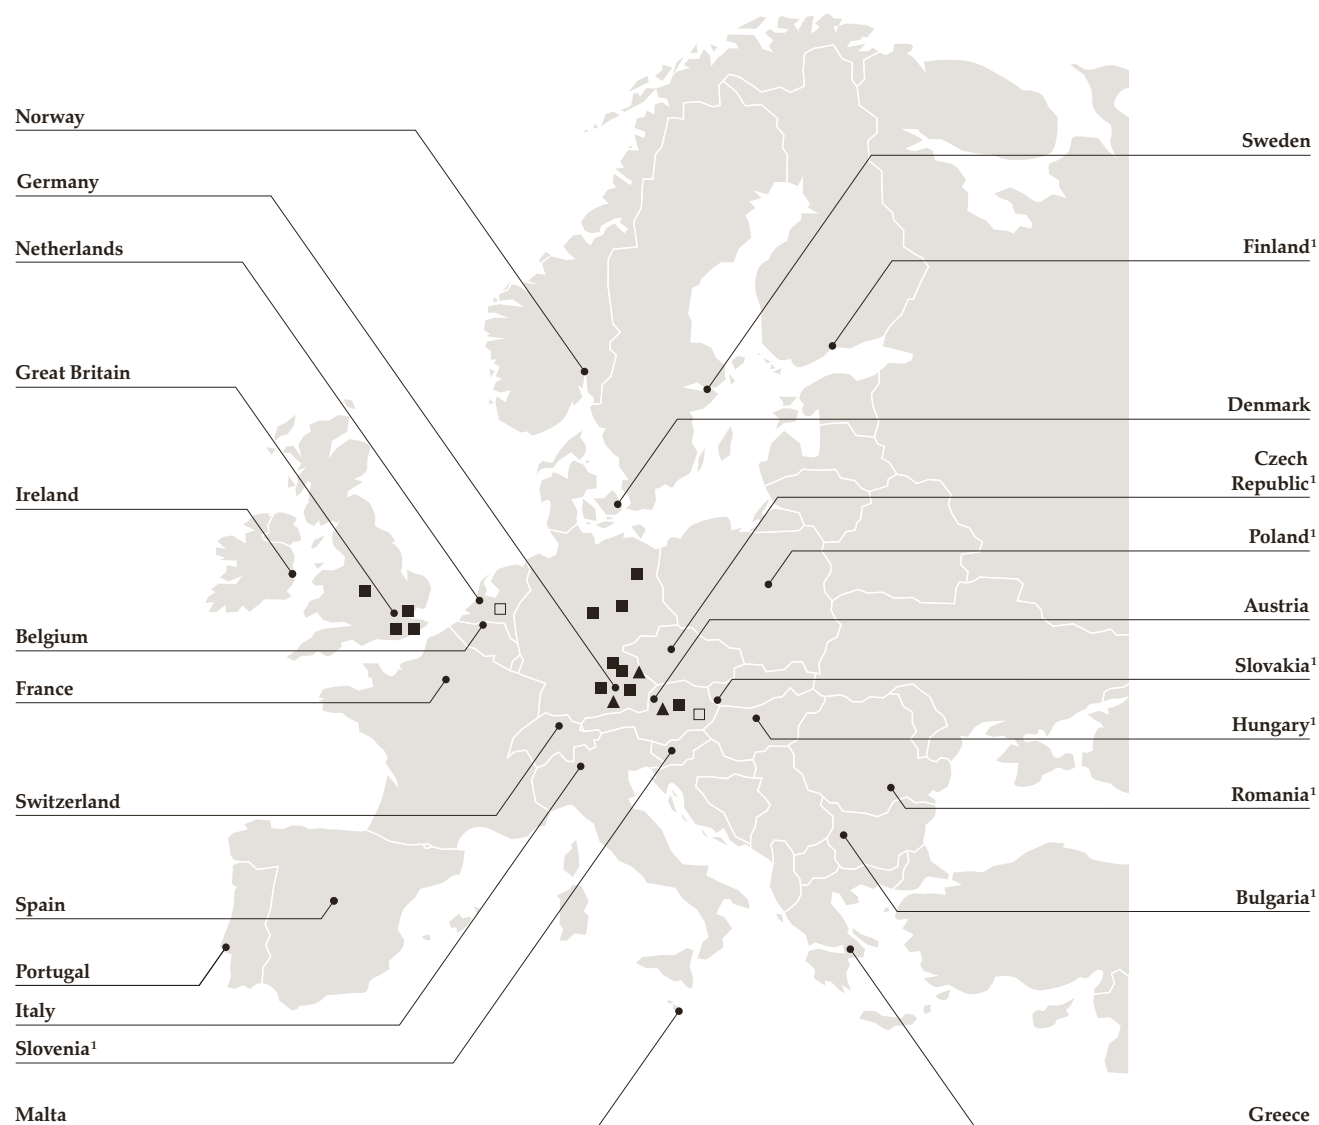 Norway
Germany
Netherlands
Great Britain
Ireland
Belgium
France
Switzerland
Spain
Portugal
Italy
Slovenia¹
Malta
Sweden
Finland¹
Denmark
Czech
Republic¹
Poland¹
Austria
Slovakia¹
Hungary¹
Romania¹
Bulgaria¹
Greece